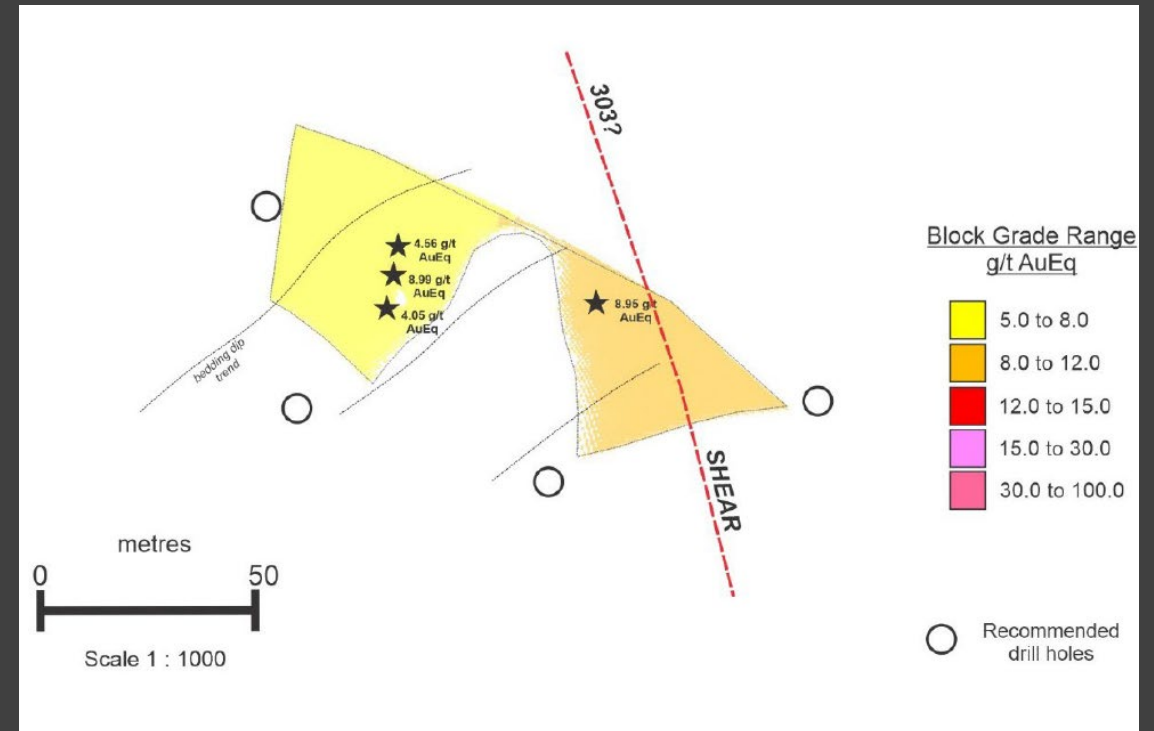 303?
4.56 g/t
AuEq
8.99 g/t
AuEq
4.05 g/t
AuEq
8.95 g/t
AuEq
bedding dip
trend
SHEAR
Block Grade Range
g/t AuEq
5.0 to 8.0
8.0 to 12.0
12.0 to 15.0
15.0 to 30.0
30.0 to 100.0
metres
0 50
Scale 1 : 1000
Recommended
drill holes